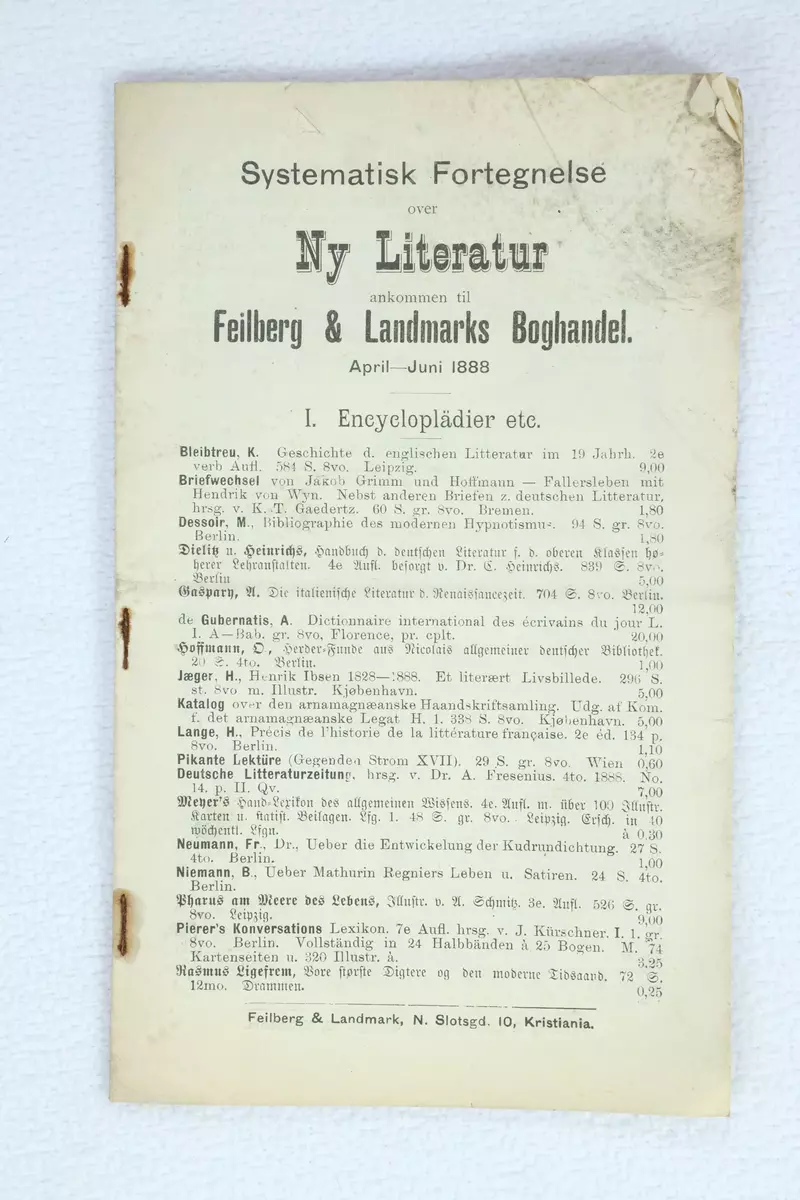 Systematisk Fortegnelse
over
Ny Literatur
ankommen til
Feilberg & Landmarks Boghandel.
April—Juni 1888
I. Encycloplädier etc.
Bleibtreu, K. Geschichte d. englischen Litteratur im 19 Jahrh. 2e
verb Aufl. 584 S. 8vo. Leipzig. 9,00
Briefwechsel von Jakob Grimm und Hoffmann — Fallersleben mit
Hendrik von Wyn. Nebst anderen Briefen z. deutschen Litteratur,
hrsg. v. K. T. Gaedertz. 60 S. gr. 8vo. Bremen. 1,80
Dessoir, M., Bibliographie des modernen Hypnotismus. 94 S. gr. 8vo.
Berlin. 1,80
Dielitz u. Heinrichs, Handbuch d. deutschen Literatur f. d. oberen Klassen hö-
herer Lehranstalten. 4e Aufl. besorgt v. Dr. E. Heinrichs. 839 S. 8vo.
Berlin 5,00
Gaspary, A. Die italienische Literatur d. Renaissancezeit. 704 S. 8vo. Berlin.
12,00
de Gubernatis, A. Dictionnaire international des écrivains du jour L.
1. A—Bab. gr. 8vo, Florence, pr. cplt. 20,00
Hoffmann, O., Herder-Funde aus Nicolais allgemeiner deutscher Bibliothek.
20 S. 4to. Berlin. 1,00
Jæger, H., Henrik Ibsen 1828—1888. Et literært Livsbillede. 296 S.
st. 8vo m. Illustr. Kjøbenhavn. 5,00
Katalog over den arnamagnæanske Haandskriftsamling. Udg. af Kom.
f. det arnamagnæanske Legat H. 1. 338 S. 8vo. Kjøbenhavn. 5,00
Lange, H., Précis de l'histoire de la littérature française. 2e éd. 134 p.
8vo. Berlin. 1,10
Pikante Lektüre (Gegenden Strom XVII). 29 S. gr. 8vo. Wien 0,60
Deutsche Litteraturzeitung. hrsg. v. Dr. A. Fresenius. 4to. 1888. No.
14. p. II. Qv. 7,00
Meyer's Hand-Lexikon des allgemeinen Wissens. 4e. Aufl. m. über 100 Illustr.
Karten u. statist. Beilagen. Lfg. 1. 48 S. gr. 8vo. Leipzig. Ersch. in 40
wöchentl. Lfgn. à 0,30
Neumann, Fr., Dr., Ueber die Entwickelung der Kudrundichtung. 27 S.
4to. Berlin. 1,00
Niemann, B., Ueber Mathurin Regniers Leben u. Satiren. 24 S. 4to.
Berlin.
Pharus am Meere des Lebens, Illustr. v. A. Schmitz. 3e. Aufl. 526 S. gr.
8vo. Leipzig. 9,00
Pierer's Konversations Lexikon. 7e Aufl. hrsg. v. J. Kürschner. I. 1. gr.
8vo. Berlin. Vollständig in 24 Halbbänden à 25 Bogen. M. 74
Kartenseiten u. 320 Illustr. à. 3,25
Rasmus Ligefrem, Vore største Digtere og den moderne Tidsaand. 72 S.
12mo. Drammen. 0,25
Feilberg & Landmark, N. Slotsgd. 10, Kristiania.